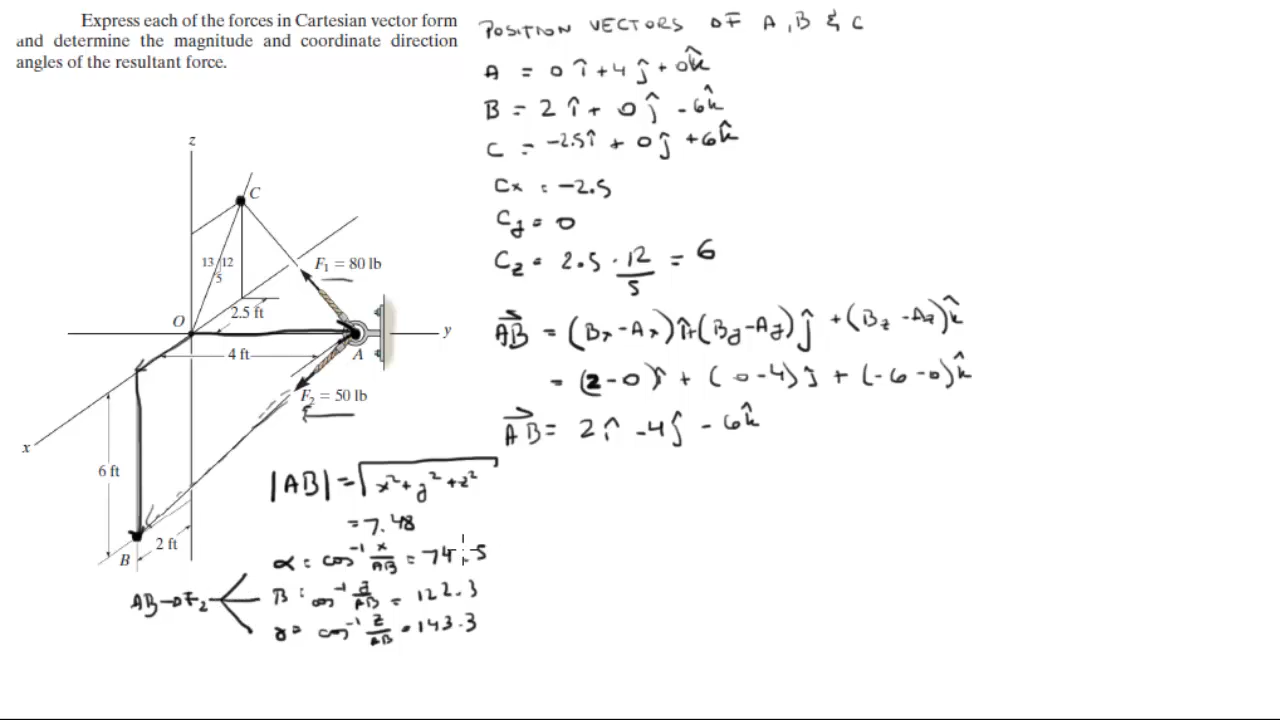 Express each of the forces in Cartesian vector form
and determine the magnitude and coordinate direction
angles of the resultant force.
POSITION VECTORS OF A, B & C
A = 0 î + 4 ĵ + 0k̂
B = 2 î + 0 ĵ - 6k̂
C = -2.5î + 0ĵ + 6k̂
Cx = -2.5
Cy = 0
Cz = 2.5 · 12/5 = 6
AB⃗ = (Bx - Ax)î + (By - Ay)ĵ + (Bz - Az)k̂
= (2 - 0)î + (0 - 4)ĵ + (-6 - 0)k̂
AB⃗ = 2î - 4ĵ - 6k̂
z
C
13 12
5
F₁ = 80 lb
2.5 ft
O
y
4 ft
A
F₂ = 50 lb
x
6 ft
2 ft
B
|AB| = √x² + y² + z²
= 7.48
α = cos⁻¹ x/AB = 74.5
B = cos⁻¹ y/AB = 122.3
AB → F₂
γ = cos⁻¹ z/AB = 143.3